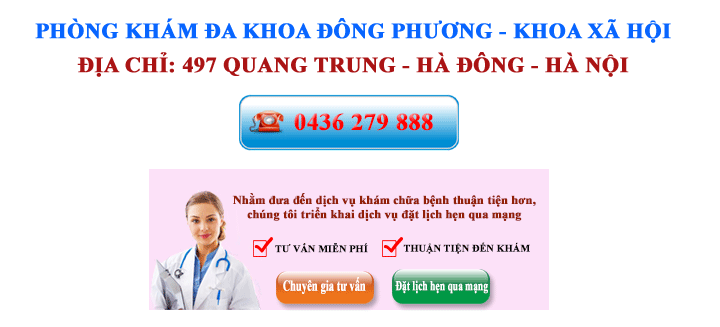 PHÒNG KHÁM ĐA KHOA ĐÔNG PHƯƠNG - KHOA XÃ HỘI
ĐỊA CHỈ: 497 QUANG TRUNG - HÀ ĐÔNG - HÀ NỘI
0436 279 888
Nhằm đưa đến dịch vụ khám chữa bệnh thuận tiện hơn,
chúng tôi triển khai dịch vụ đặt lịch hẹn qua mạng
TƯ VẤN MIỄN PHÍ THUẬN TIỆN ĐẾN KHÁM
Chuyên gia tư vấn Đặt lịch hẹn qua mạng